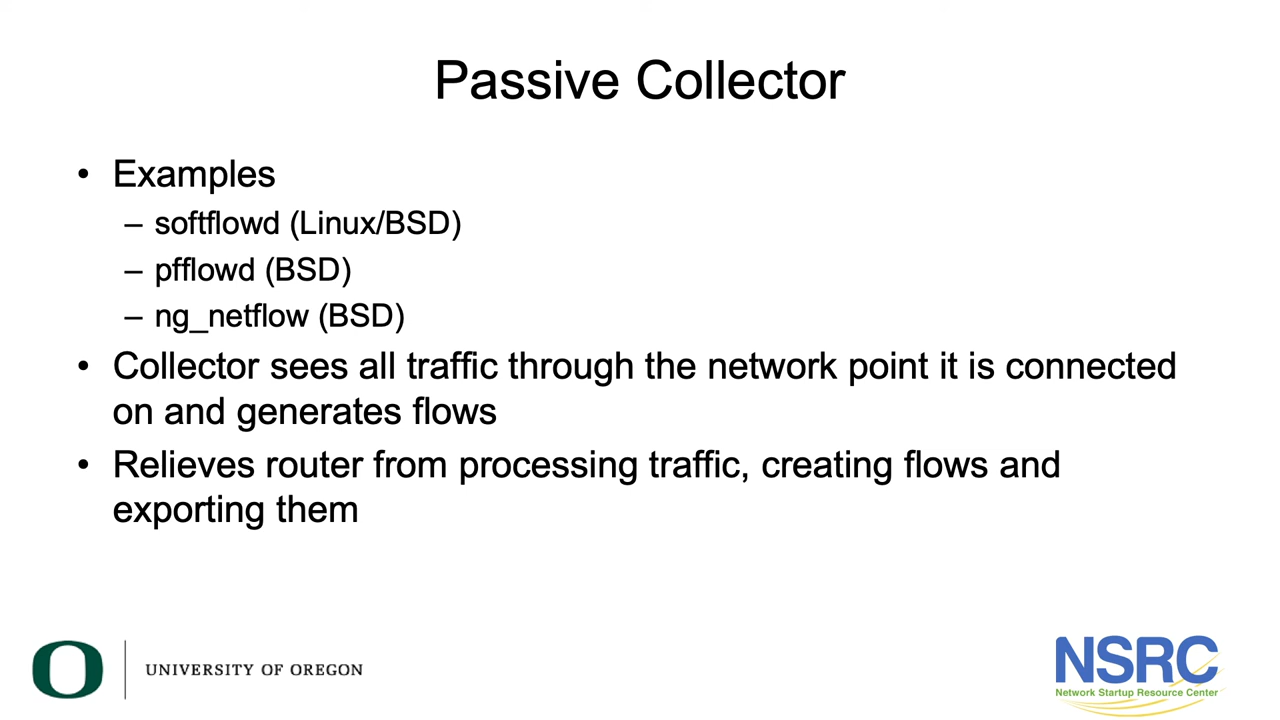 Passive Collector
• Examples
– softflowd (Linux/BSD)
– pfflowd (BSD)
– ng_netflow (BSD)
• Collector sees all traffic through the network point it is connected
on and generates flows
• Relieves router from processing traffic, creating flows and
exporting them
O
UNIVERSITY OF OREGON
NSRC
Network Startup Resource Center